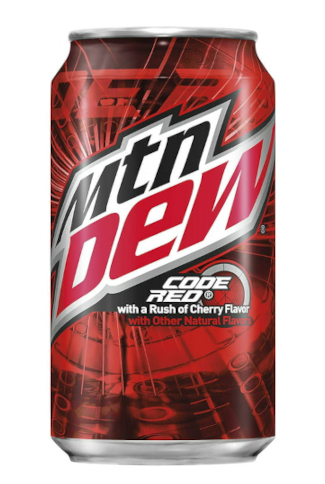 mtn
DEW
®
CODE
RED®
with a Rush of Cherry Flavor
with Other Natural Flavors